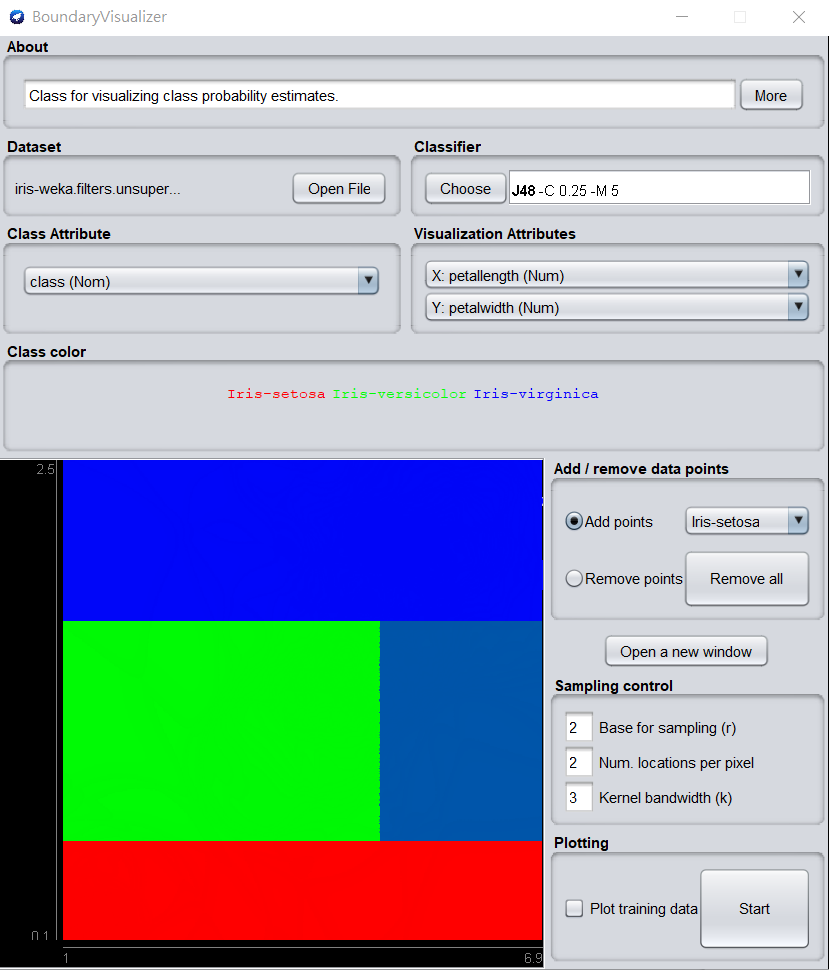 BoundaryVisualizer
About
Class for visualizing class probability estimates.
More
Dataset
Classifier
iris-weka.filters.unsuper...
Open File
Choose
J48 -C 0.25 -M 5
Class Attribute
Visualization Attributes
class (Nom)
X: petallength (Num)
Y: petalwidth (Num)
Class color
Iris-setosa Iris-versicolor Iris-virginica
2.5
0.1
1
6.9
Add / remove data points
Add points
Iris-setosa
Remove points
Remove all
Open a new window
Sampling control
2 Base for sampling (r)
2 Num. locations per pixel
3 Kernel bandwidth (k)
Plotting
Plot training data
Start